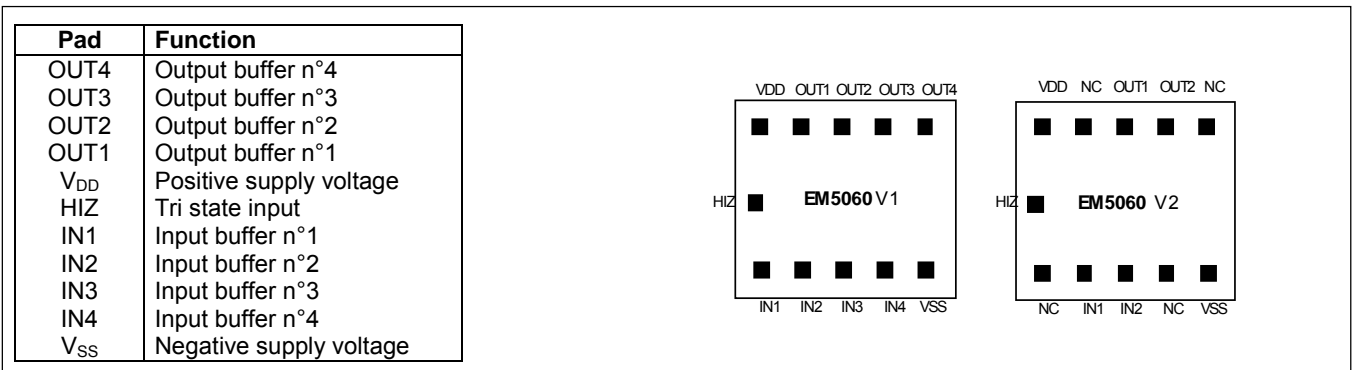 Pad Function
OUT4 Output buffer n°4
OUT3 Output buffer n°3
OUT2 Output buffer n°2
OUT1 Output buffer n°1
VDD Positive supply voltage
HIZ Tri state input
IN1 Input buffer n°1
IN2 Input buffer n°2
IN3 Input buffer n°3
IN4 Input buffer n°4
VSS Negative supply voltage
VDD OUT1 OUT2 OUT3 OUT4
HIZ EM5060 V1
IN1 IN2 IN3 IN4 VSS
VDD NC OUT1 OUT2 NC
HIZ EM5060 V2
NC IN1 IN2 NC VSS